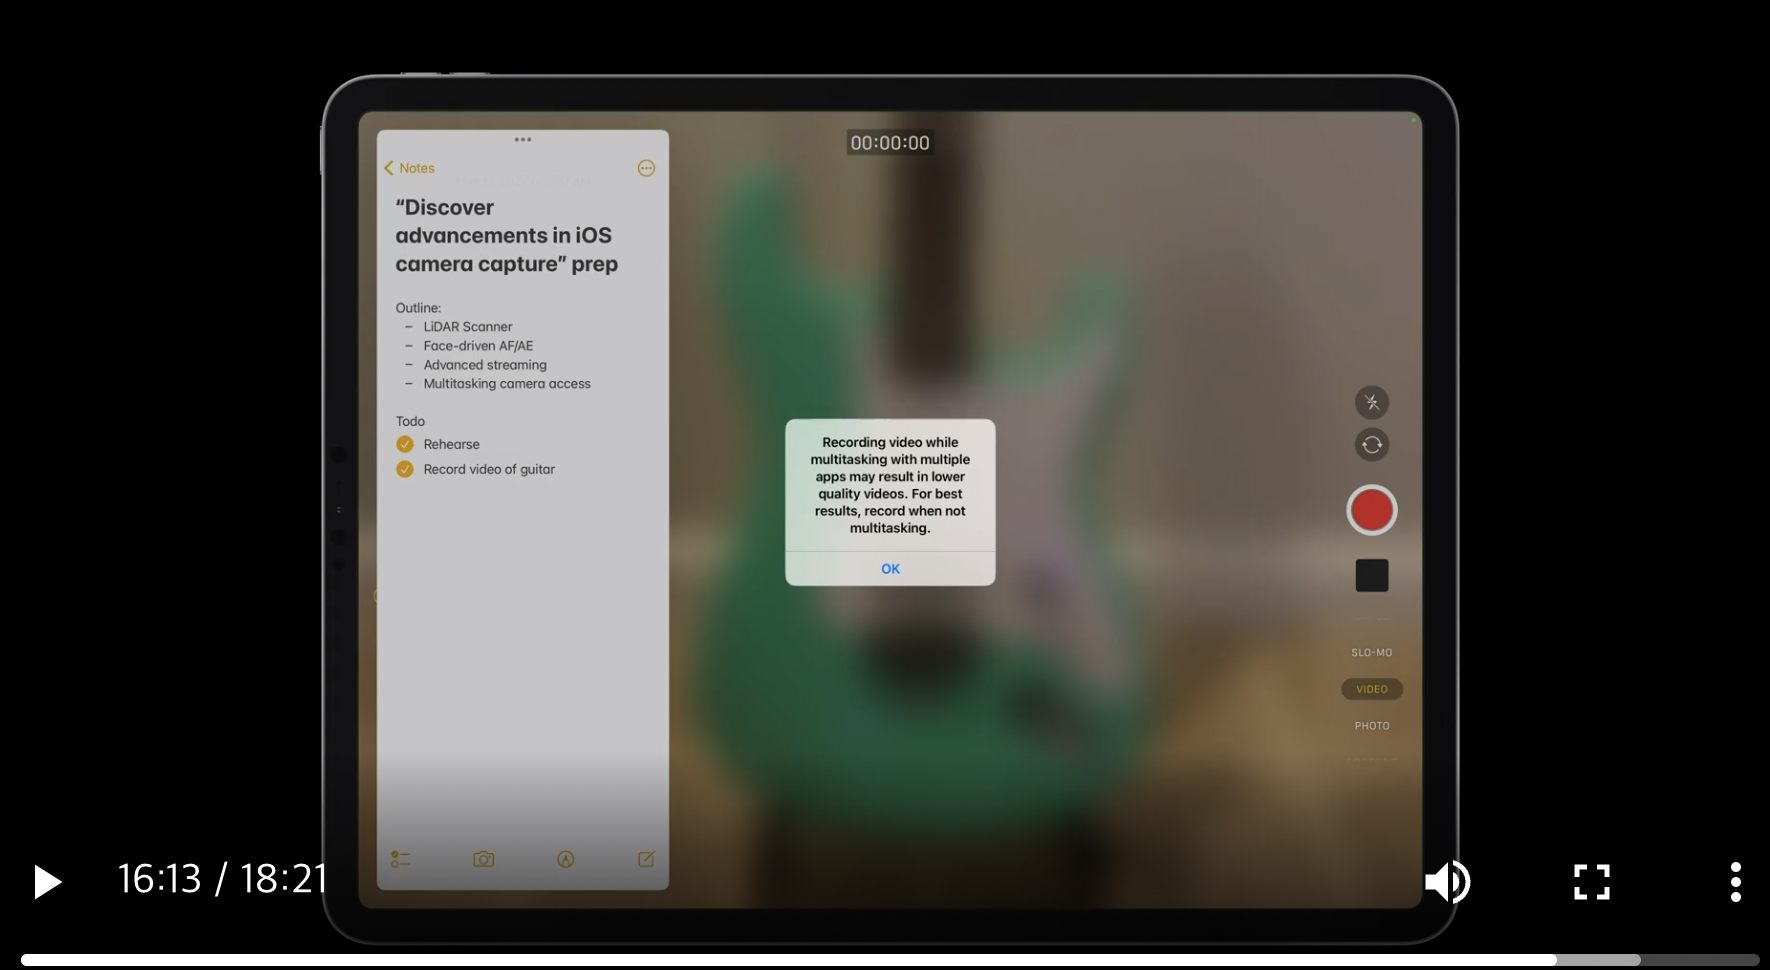 00:00:00
Notes
“Discover
advancements in iOS
camera capture” prep
Outline:
– LiDAR Scanner
– Face-driven AF/AE
– Advanced streaming
– Multitasking camera access
Todo
Rehearse
Record video of guitar
Recording video while
multitasking with multiple
apps may result in lower
quality videos. For best
results, record when not
multitasking.
OK
SLO-MO
VIDEO
PHOTO
16:13 / 18:21